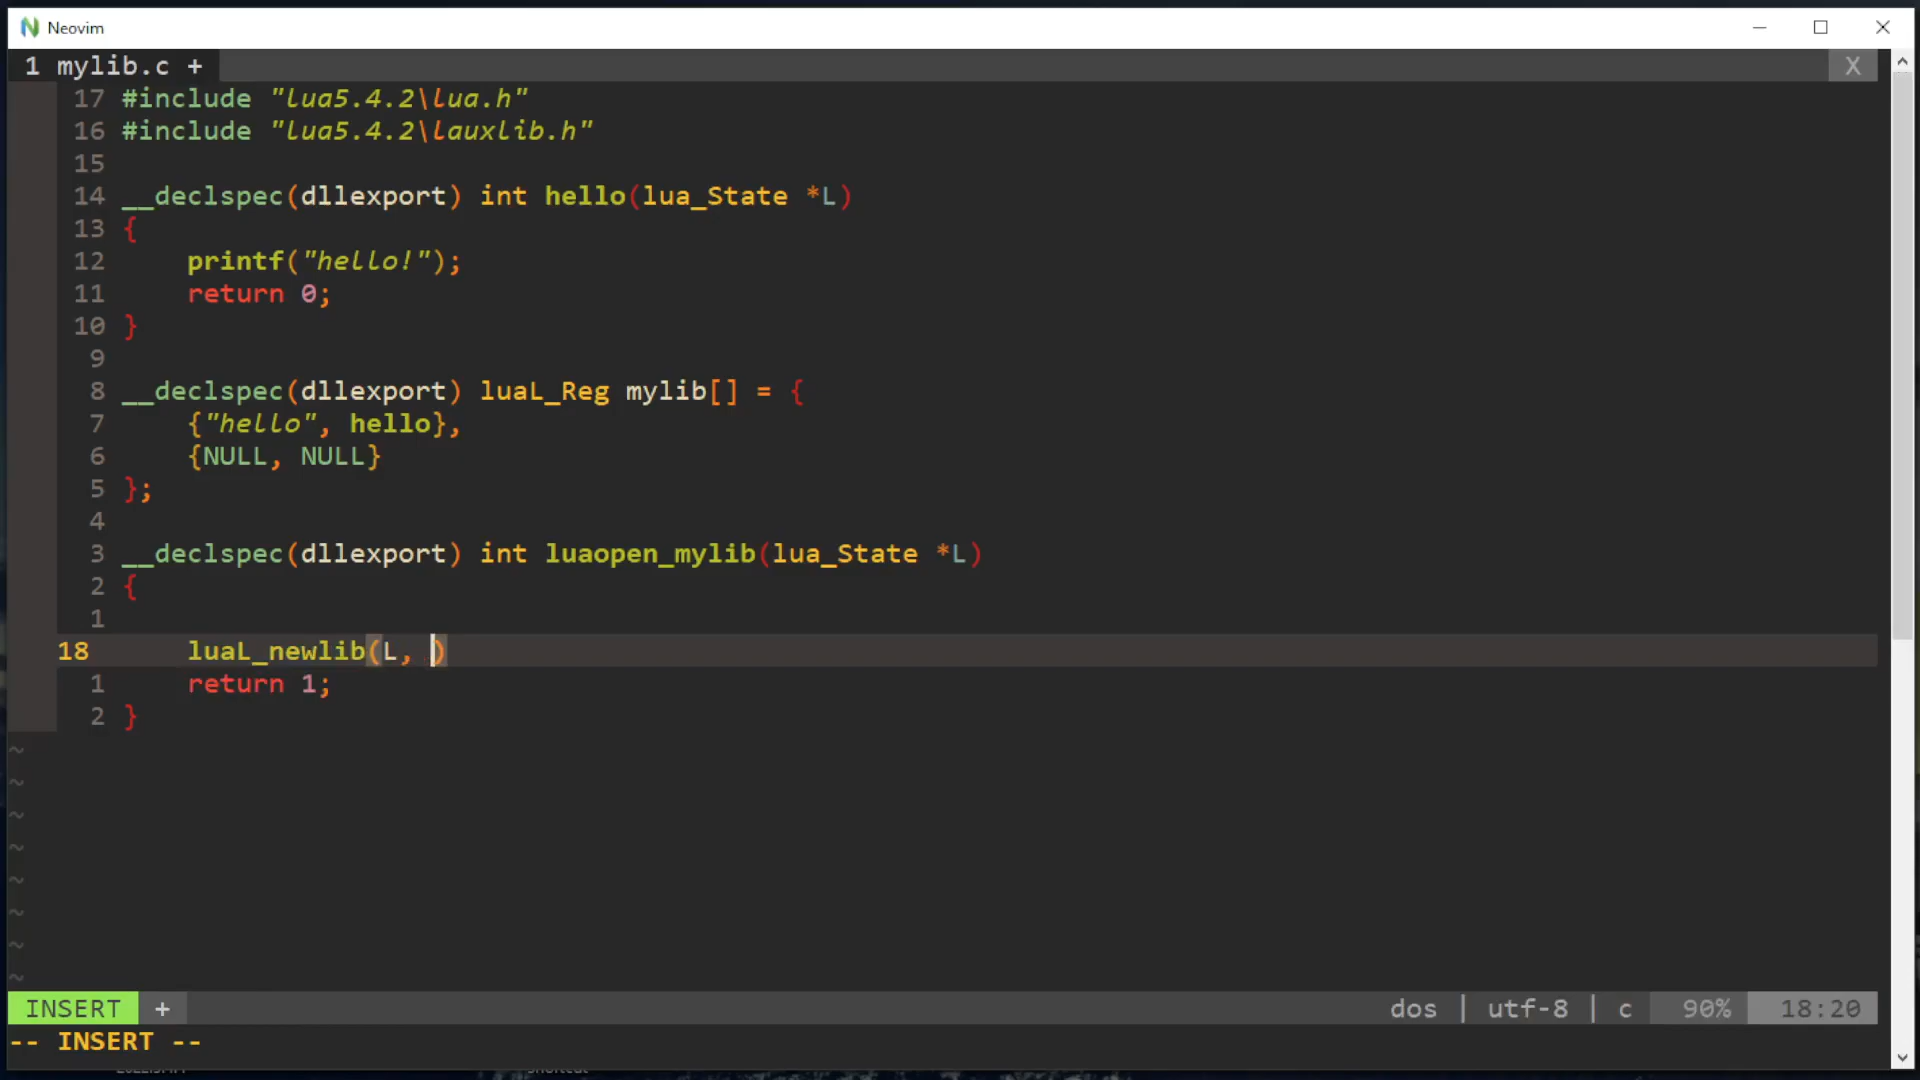 Neovim
1 mylib.c + X
17 #include "lua5.4.2\lua.h"
16 #include "lua5.4.2\lauxlib.h"
15
14 __declspec(dllexport) int hello(lua_State *L)
13 {
12     printf("hello!");
11     return 0;
10 }
9
8 __declspec(dllexport) luaL_Reg mylib[] = {
7     {"hello", hello},
6     {NULL, NULL}
5 };
4
3 __declspec(dllexport) int luaopen_mylib(lua_State *L)
2 {
1
18     luaL_newlib(L, )
1     return 1;
2 }
~
~
~
~
~
~
~
~
INSERT + dos | utf-8 | c 90% 18:20
-- INSERT --